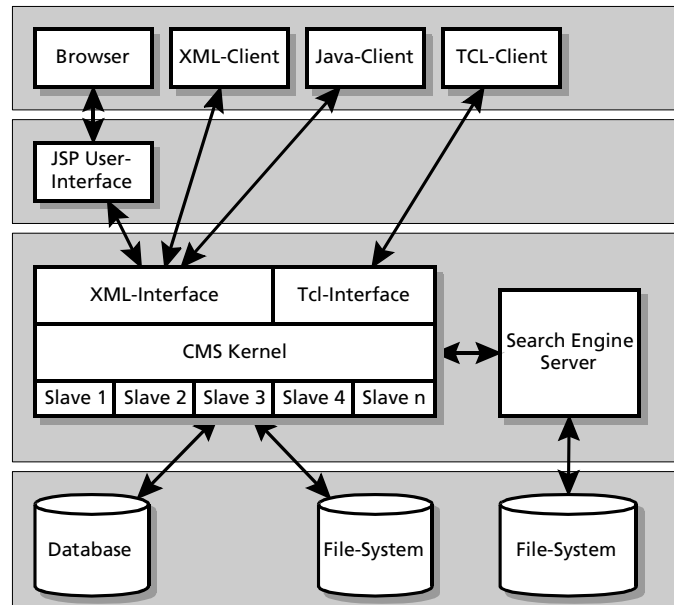 Browser
XML-Client
Java-Client
TCL-Client
JSP User-
Interface
XML-Interface
Tcl-Interface
CMS Kernel
Slave 1
Slave 2
Slave 3
Slave 4
Slave n
Search Engine
Server
Database
File-System
File-System